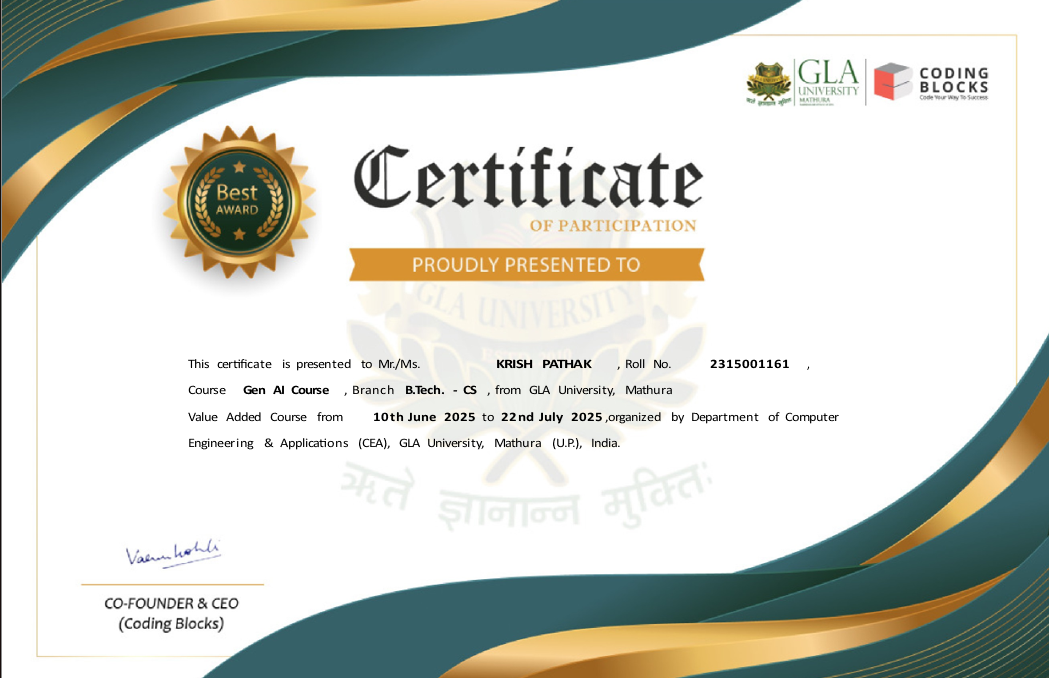 GLA
UNIVERSITY
MATHURA
CODING
BLOCKS
Code Your Way To Success
Best
AWARD
Certificate
OF PARTICIPATION
PROUDLY PRESENTED TO
GLA UNIVERSITY
This certificate is presented to Mr./Ms. KRISH PATHAK , Roll No. 2315001161 ,
Course Gen AI Course , Branch B.Tech. - CS , from GLA University, Mathura
Value Added Course from 10th June 2025 to 22nd July 2025 ,organized by Department of Computer
Engineering & Applications (CEA), GLA University, Mathura (U.P.), India.
ऋते ज्ञानान्न मुक्तिः
Varun Kohli
CO-FOUNDER & CEO
(Coding Blocks)